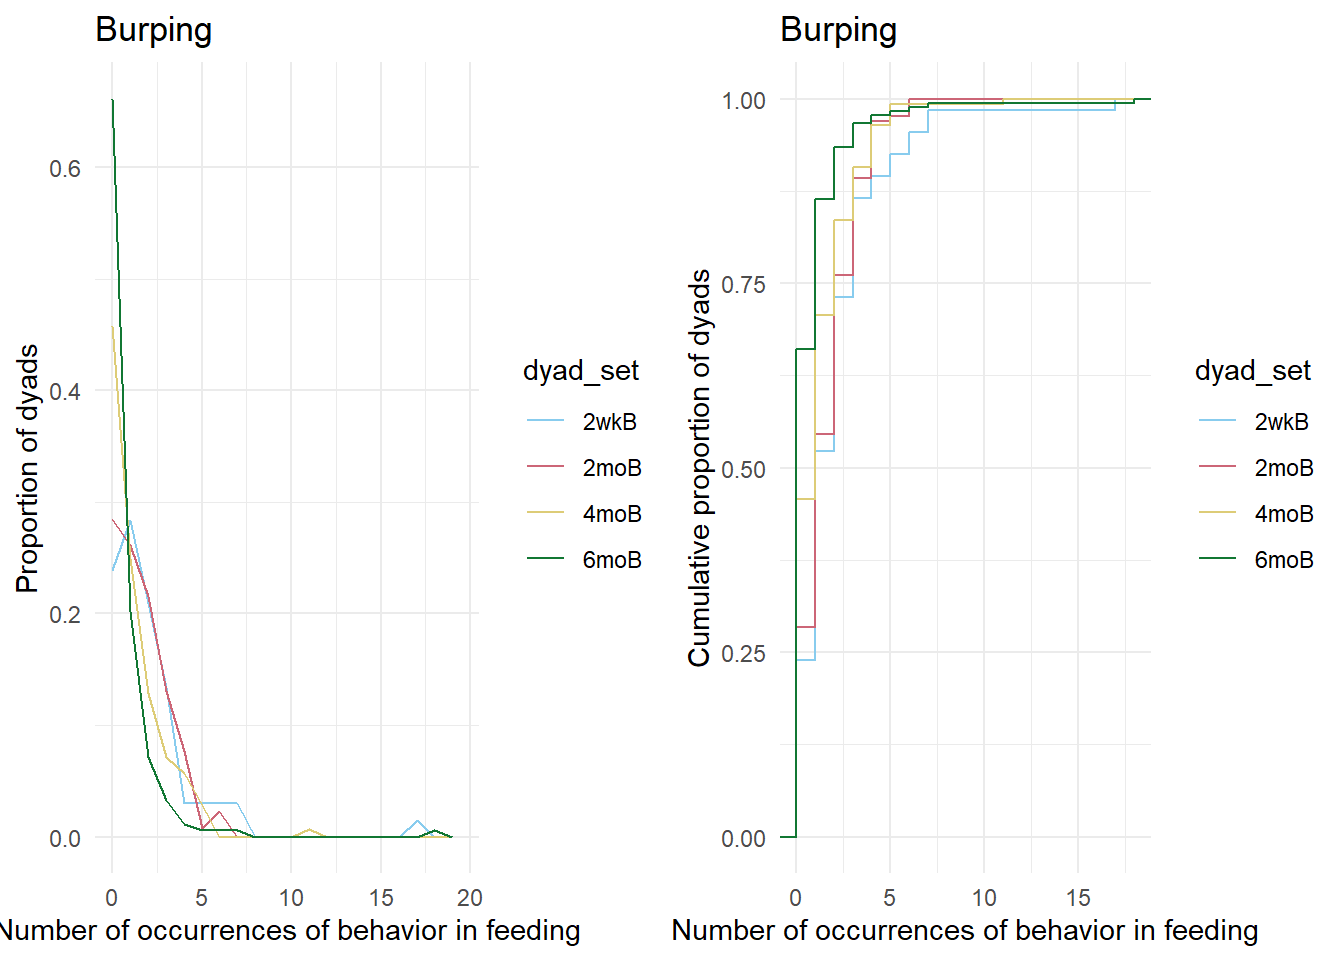 Burping
Proportion of dyads
0.6
0.4
0.2
0.0
0 5 10 15 20
Number of occurrences of behavior in feeding
dyad_set
2wkB
2moB
4moB
6moB
Burping
Cumulative proportion of dyads
1.00
0.75
0.50
0.25
0.00
0 5 10 15
Number of occurrences of behavior in feeding
dyad_set
2wkB
2moB
4moB
6moB